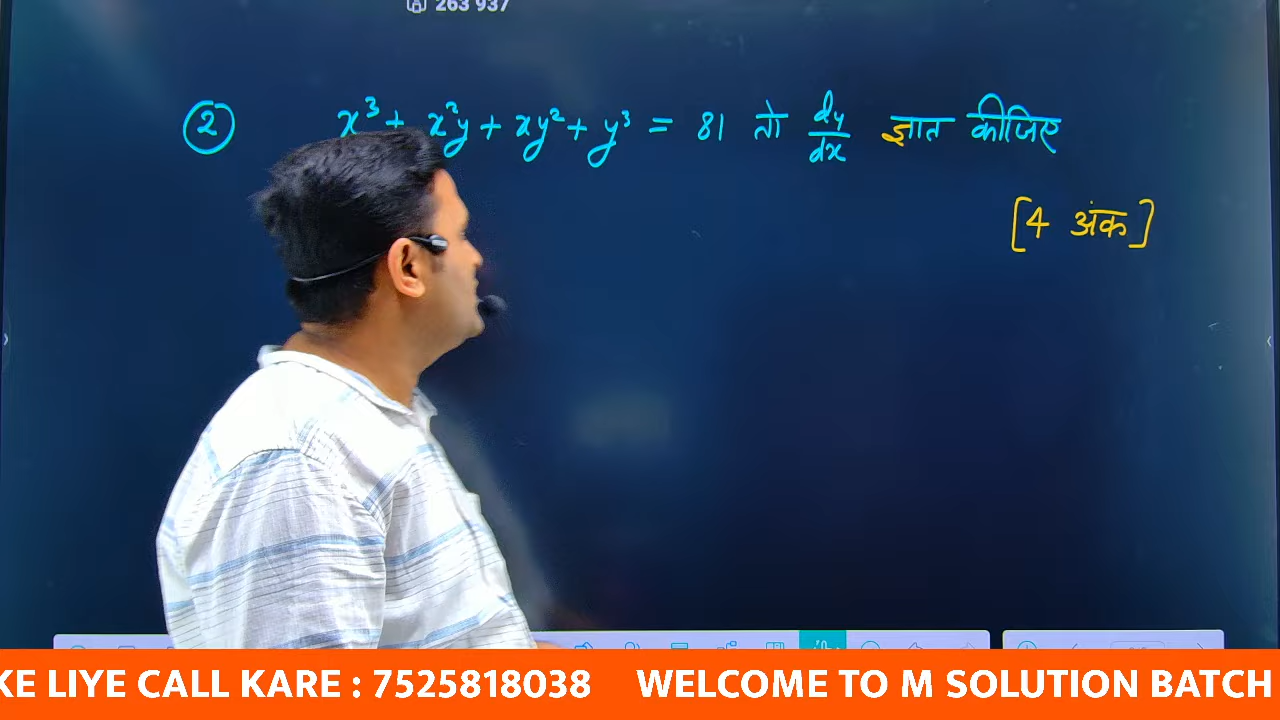 263 937
② x³ + x²y + xy² + y³ = 81 तो dy/dx ज्ञात कीजिए
[4 अंक]
KE LIYE CALL KARE : 7525818038 WELCOME TO M SOLUTION BATCH